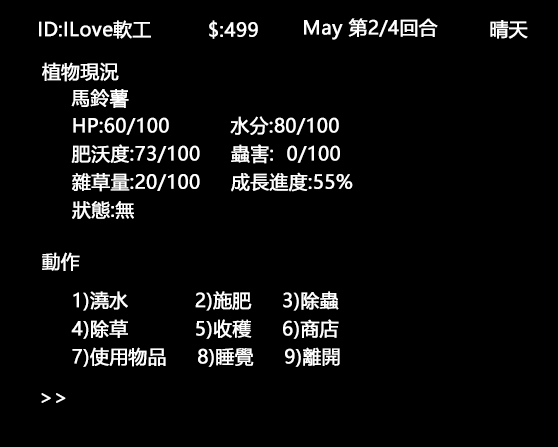 ID:ILove軟工 $:499 May 第2/4回合 晴天
植物現況
馬鈴薯
HP:60/100 水分:80/100
肥沃度:73/100 蟲害: 0/100
雜草量:20/100 成長進度:55%
狀態:無
動作
1)澆水 2)施肥 3)除蟲
4)除草 5)收穫 6)商店
7)使用物品 8)睡覺 9)離開
>>